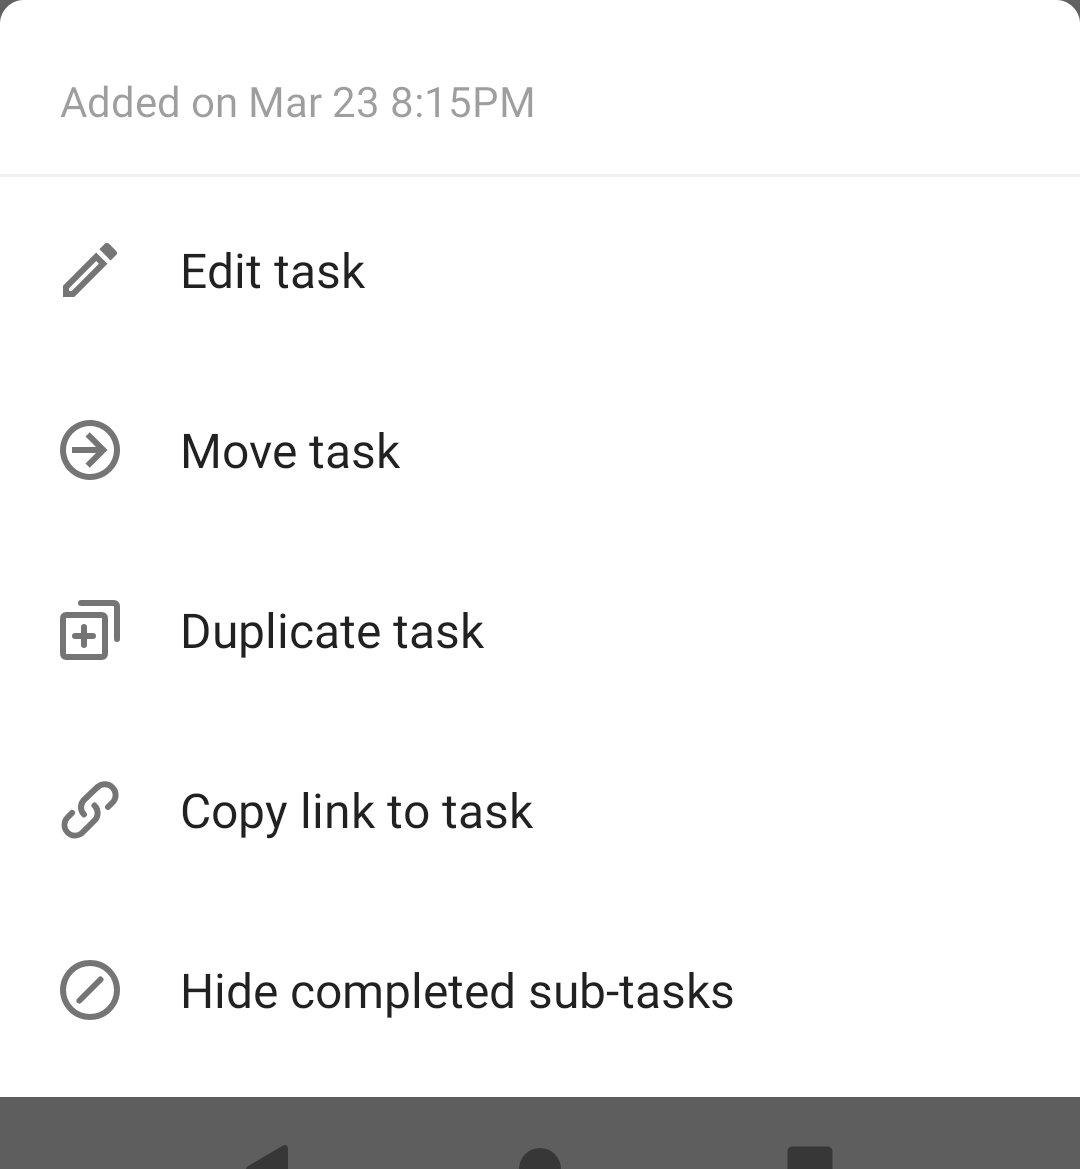 Added on Mar 23 8:15PM
Edit task
Move task
Duplicate task
Copy link to task
Hide completed sub-tasks